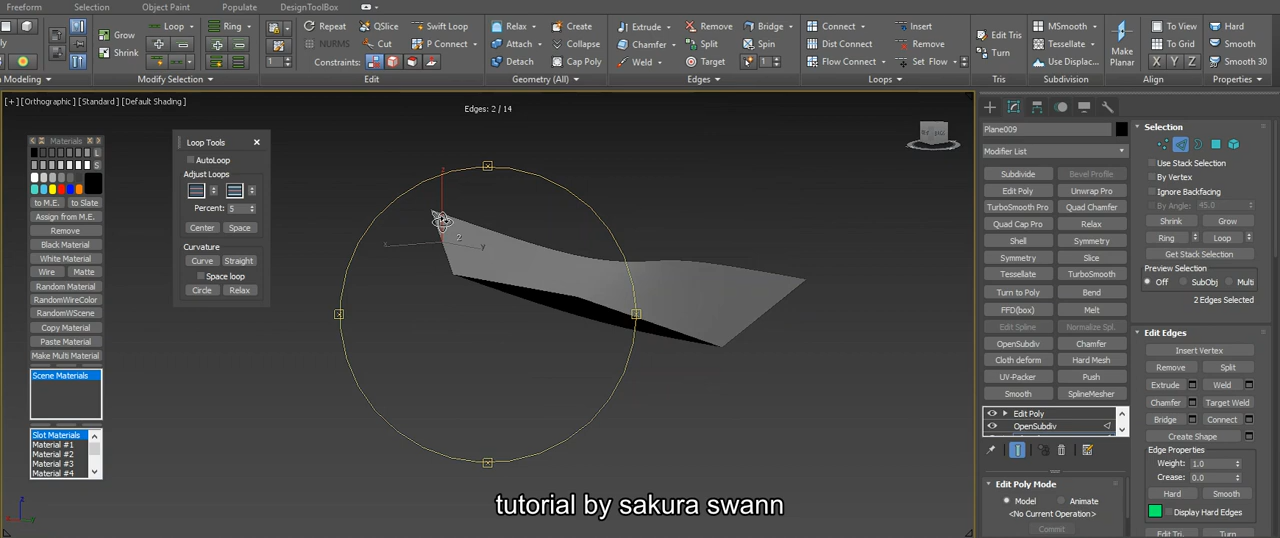 Freeform Selection Object Paint DesignToolBox
Loop Ring Repeat QSlice Swift Loop Relax Create Extrude Remove Bridge Connect Insert MSmooth To View Hard
Grow NURMS Cut P Connect Attach Collapse Chamfer Split Spin Dist Connect Remove Edit Tris Tessellate Make Planar To Grid Smooth
Shrink 1 Constraints: Detach Cap Poly Weld Target 1 Flow Connect Set Flow Turn Use Displac... X Y Z Smooth 30
Modeling Modify Selection Edit Geometry (All) Edges Loops Tris Subdivision Align Properties
[+] [Orthographic] [Standard] [Default Shading]
Edges: 2 / 14
Materials
L
S
to M.E. to Slate
Assign from M.E.
Remove
Black Material
White Material
Wire Matte
Random Material
RandomWireColor
RandomWScene
Copy Material
Paste Material
Make Multi Material
Scene Materials
Slot Materials
Material #1
Material #2
Material #3
Material #4
Loop Tools
AutoLoop
Adjust Loops
Percent: 5
Center Space
Curvature
Curve Straight
Space loop
Circle Relax
z
x
y
2
Plane009
Modifier List
Subdivide Bevel Profile
Edit Poly Unwrap Pro
TurboSmooth Pro Quad Chamfer
Quad Cap Pro Relax
Shell Symmetry
Symmetry Slice
Tessellate TurboSmooth
Turn to Poly Bend
FFD(box) Melt
Edit Spline Normalize Spl.
OpenSubdiv Chamfer
Cloth deform Hard Mesh
UV-Packer Push
Smooth SplineMesher
Edit Poly
OpenSubdiv
Edit Poly Mode
Model Animate
<No Current Operation>
Commit
Selection
Use Stack Selection
By Vertex
Ignore Backfacing
By Angle: 45.0
Shrink Grow
Ring Loop
Get Stack Selection
Preview Selection
Off SubObj Multi
2 Edges Selected
Edit Edges
Insert Vertex
Remove Split
Extrude Weld
Chamfer Target Weld
Bridge Connect
Create Shape
Edge Properties
Weight: 1.0
Crease: 0.0
Hard Smooth
Display Hard Edges
Edit Tri. Turn
tutorial by sakura swann